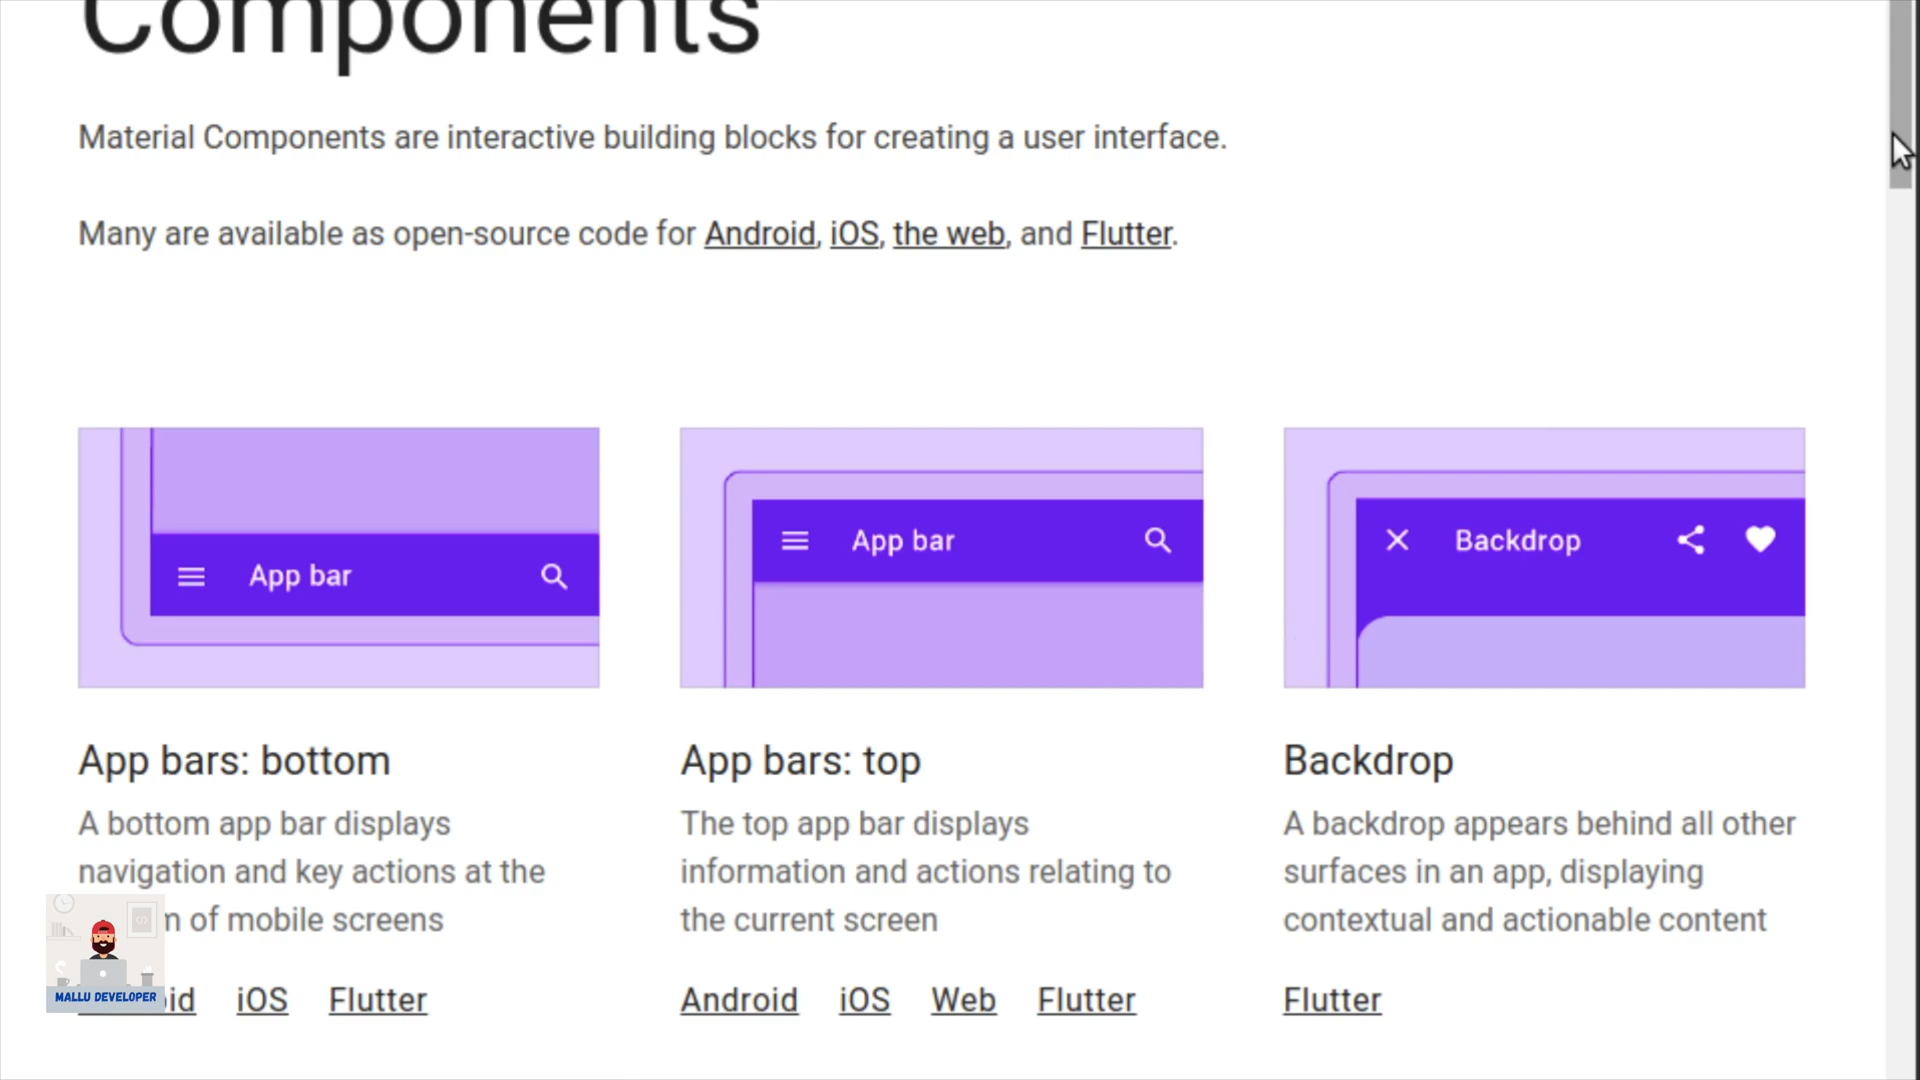 Components
Material Components are interactive building blocks for creating a user interface.
Many are available as open-source code for Android, iOS, the web, and Flutter.
App bar
App bar
Backdrop
App bars: bottom
A bottom app bar displays
navigation and key actions at the
m of mobile screens
iOS Flutter
App bars: top
The top app bar displays
information and actions relating to
the current screen
Android iOS Web Flutter
Backdrop
A backdrop appears behind all other
surfaces in an app, displaying
contextual and actionable content
Flutter
MALLU DEVELOPER